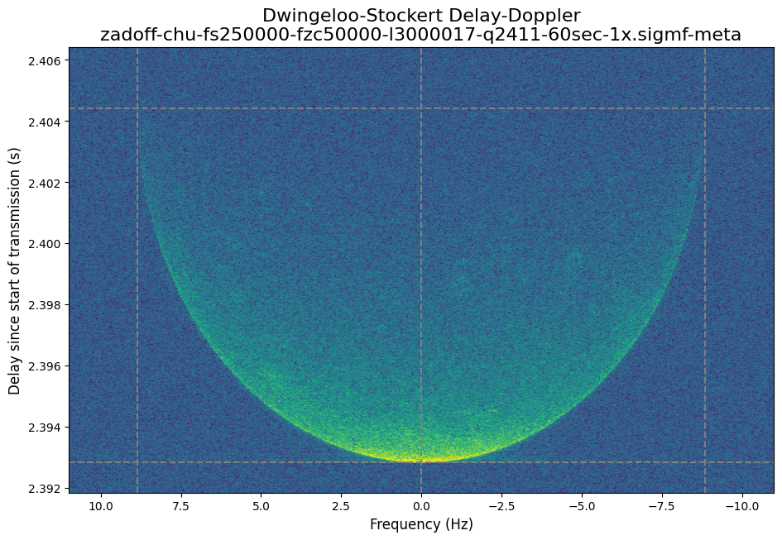 Dwingeloo-Stockert Delay-Doppler
zadoff-chu-fs250000-fzc50000-l3000017-q2411-60sec-1x.sigmf-meta
Delay since start of transmission (s)
2.406
2.404
2.402
2.400
2.398
2.396
2.394
2.392
10.0 7.5 5.0 2.5 0.0 −2.5 −5.0 −7.5 −10.0
Frequency (Hz)